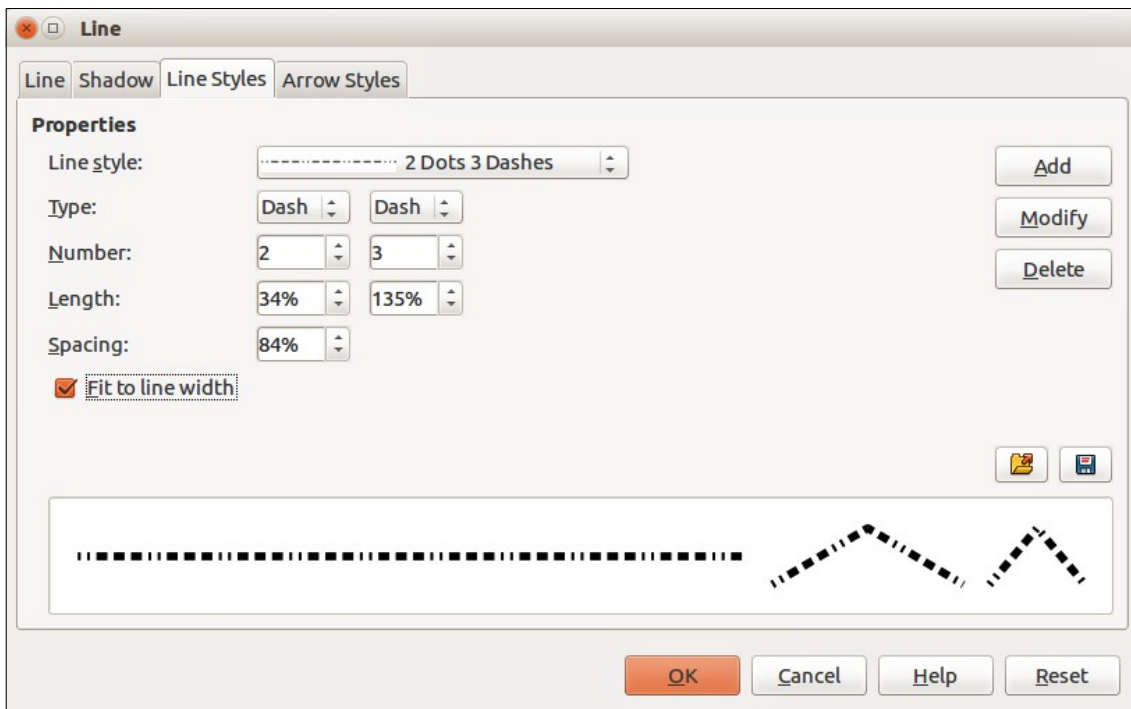 Line
Line Shadow Line Styles Arrow Styles
Properties
Line style: 2 Dots 3 Dashes
Add
Type: Dash Dash
Modify
Number: 2 3
Delete
Length: 34% 135%
Spacing: 84%
Fit to line width
OK Cancel Help Reset